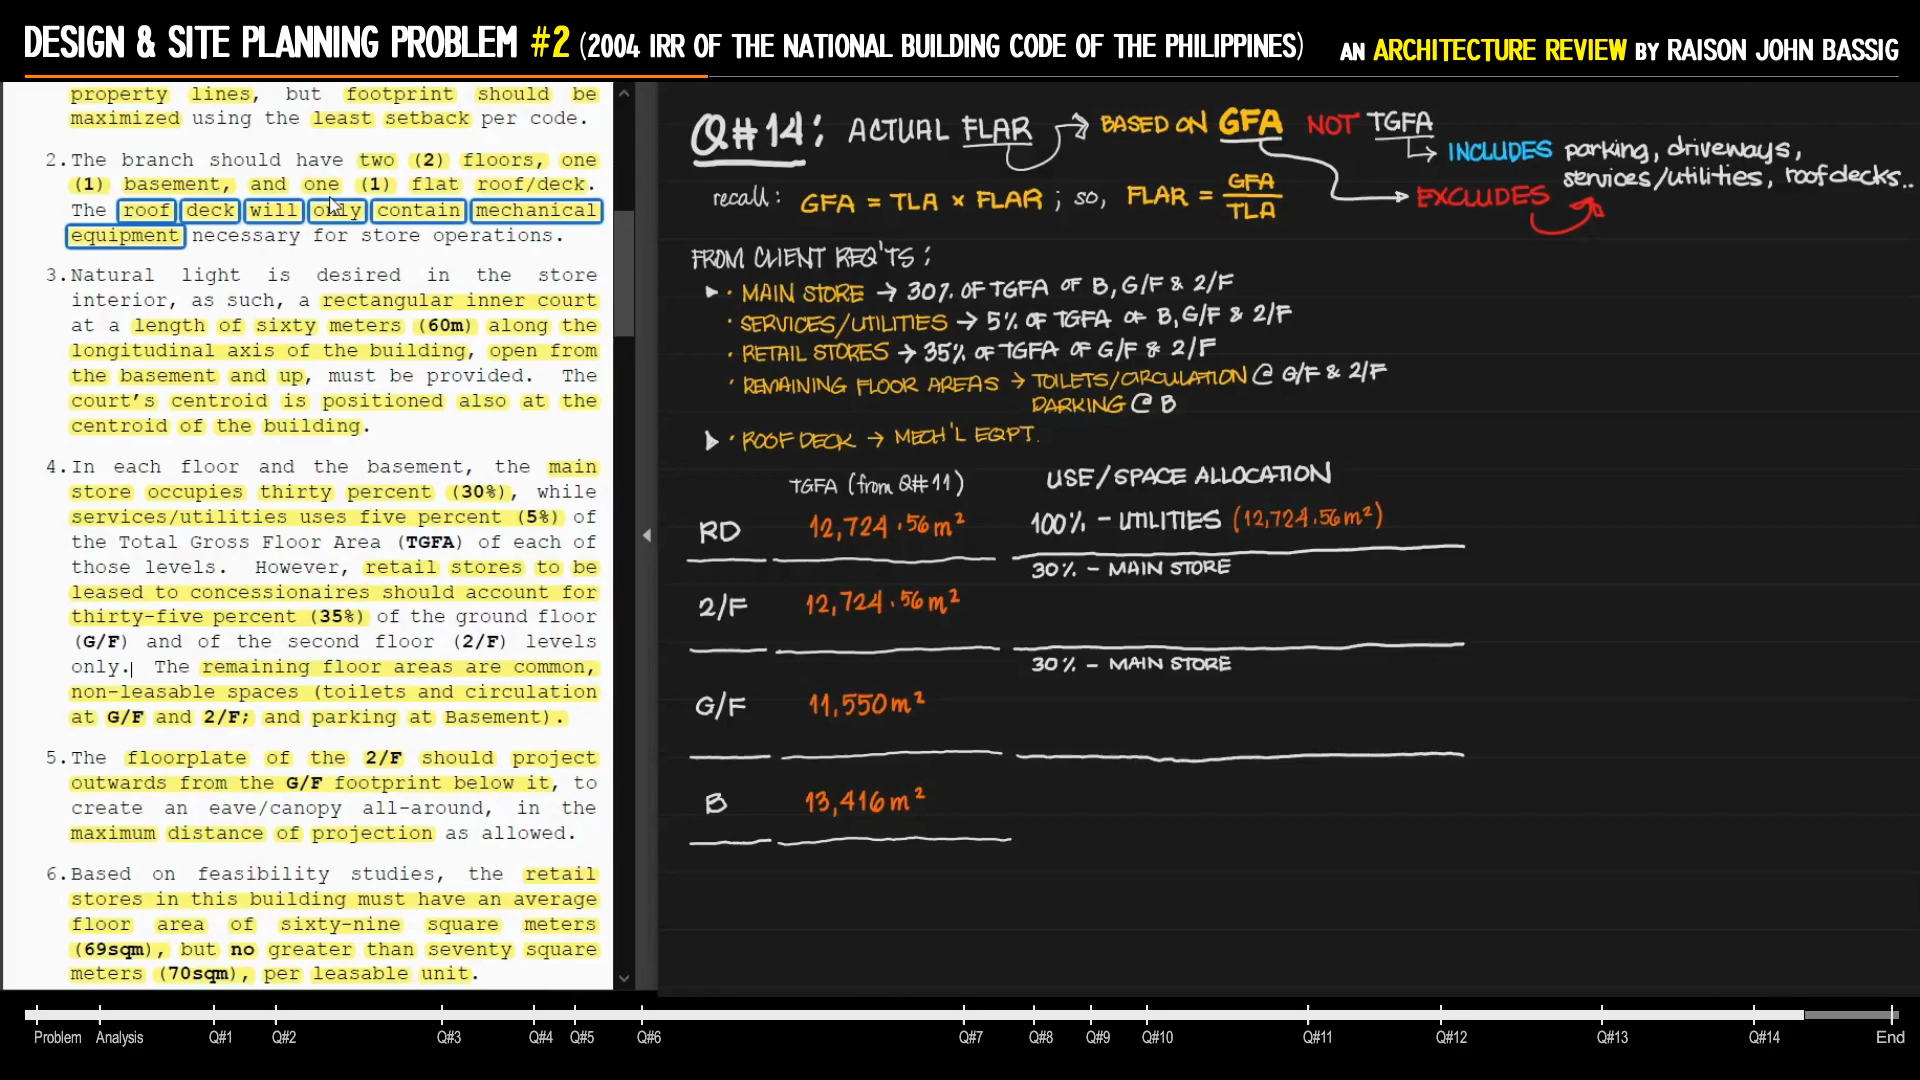 DESIGN & SITE PLANNING PROBLEM #2 (2004 IRR OF THE NATIONAL BUILDING CODE OF THE PHILIPPINES)
AN ARCHITECTURE REVIEW BY RAISON JOHN BASSIG
property lines, but footprint should be
maximized using the least setback per code.
2. The branch should have two (2) floors, one
(1) basement, and one (1) flat roof/deck.
The roof deck will only contain mechanical
equipment necessary for store operations.
3. Natural light is desired in the store
interior, as such, a rectangular inner court
at a length of sixty meters (60m) along the
longitudinal axis of the building, open from
the basement and up, must be provided. The
court's centroid is positioned also at the
centroid of the building.
4. In each floor and the basement, the main
store occupies thirty percent (30%), while
services/utilities uses five percent (5%) of
the Total Gross Floor Area (TGFA) of each of
those levels. However, retail stores to be
leased to concessionaires should account for
thirty-five percent (35%) of the ground floor
(G/F) and of the second floor (2/F) levels
only. The remaining floor areas are common,
non-leasable spaces (toilets and circulation
at G/F and 2/F; and parking at Basement).
5. The floorplate of the 2/F should project
outwards from the G/F footprint below it, to
create an eave/canopy all-around, in the
maximum distance of projection as allowed.
6. Based on feasibility studies, the retail
stores in this building must have an average
floor area of sixty-nine square meters
(69sqm), but no greater than seventy square
meters (70sqm), per leasable unit.
Q#14: ACTUAL FLAR → BASED ON GFA NOT TGFA
→ INCLUDES parking, driveways,
services/utilities, roofdecks..
→ EXCLUDES
recall: GFA = TLA × FLAR ; so, FLAR = GFA
TLA
FROM CLIENT REQ'TS :
▸ · MAIN STORE → 30% OF TGFA OF B, G/F & 2/F
· SERVICES/UTILITIES → 5% OF TGFA OF B, G/F & 2/F
· RETAIL STORES → 35% OF TGFA OF G/F & 2/F
· REMAINING FLOOR AREAS → TOILETS/CIRCULATION @ G/F & 2/F
PARKING @ B
▸ · ROOF DECK → MECH'L EQPT.
TGFA (from Q#11) USE/SPACE ALLOCATION
RD 12,724.56 m² 100% - UTILITIES (12,724.56 m²)
30% - MAIN STORE
2/F 12,724.56 m²
30% - MAIN STORE
G/F 11,550 m²
B 13,416 m²
Problem Analysis Q#1 Q#2 Q#3 Q#4 Q#5 Q#6 Q#7 Q#8 Q#9 Q#10 Q#11 Q#12 Q#13 Q#14 End